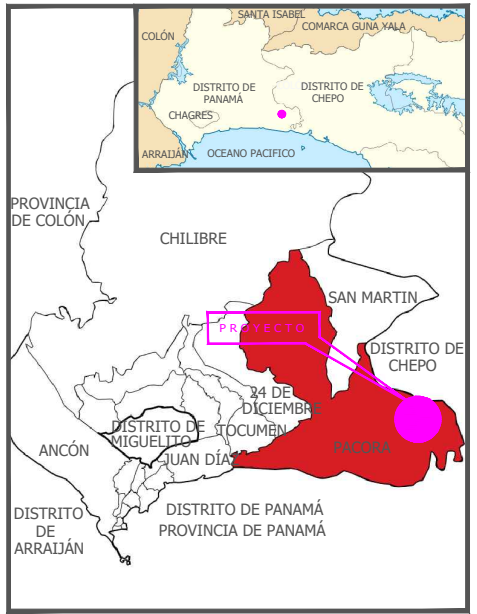 SANTA ISABEL
COMARCA GUNA YALA
COLÓN
DISTRITO DE
PANAMÁ
DISTRITO DE
CHEPO
CHAGRES
ARRAIJÁN
OCEANO PACIFICO
PROVINCIA
DE COLÓN
CHILIBRE
SAN MARTIN
PROYECTO
DISTRITO DE
CHEPO
24 DE
DICIEMBRE
DISTRITO DE
MIGUELITO
TOCUMEN
ANCÓN
JUAN DÍA
PACORA
DISTRITO
DE
ARRAIJÁN
DISTRITO DE PANAMÁ
PROVINCIA DE PANAMÁ